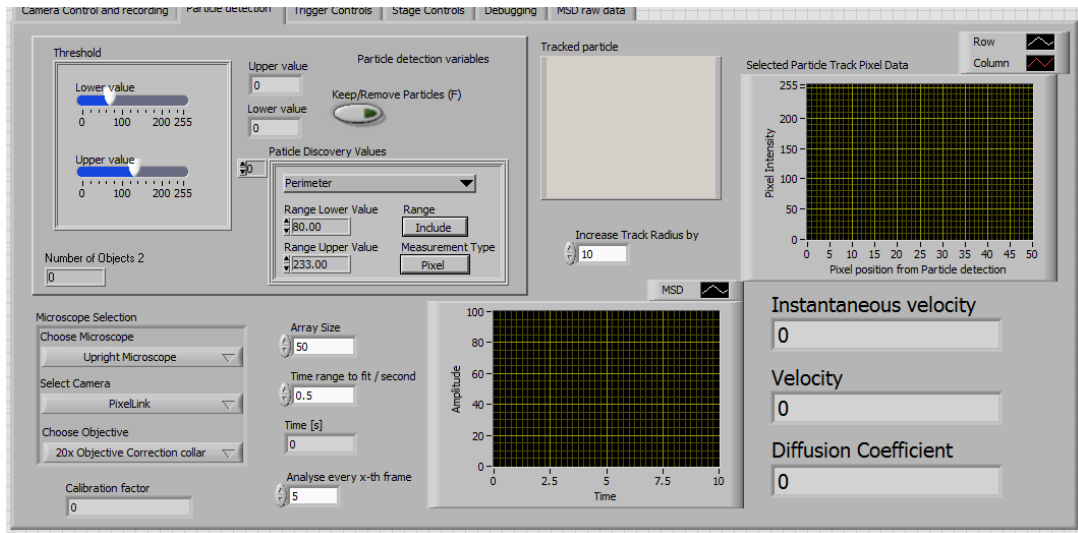 Camera Control and recording
Particle detection
Trigger Controls
Stage Controls
Debugging
MSD raw data
Threshold
Lower value
0 100 200 255
Upper value
0 100 200 255
Upper value
0
Lower value
0
Particle detection variables
Keep/Remove Particles (F)
Paticle Discovery Values
0
Perimeter
Range Lower Value
80.00
Range
Include
Range Upper Value
233.00
Measurement Type
Pixel
Number of Objects 2
0
Tracked particle
Increase Track Radius by
10
Row
Column
Selected Particle Track Pixel Data
255
200
150
100
50
0
Pixel Intensity
0 5 10 15 20 25 30 35 40 45 50
Pixel position from Particle detection
Microscope Selection
Choose Microscope
Upright Microscope
Select Camera
PixelLink
Choose Objective
20x Objective Correction collar
Calibration factor
0
Array Size
50
Time range to fit / second
0.5
Time [s]
0
Analyse every x-th frame
5
MSD
100
80
60
40
20
0
Amplitude
0 2.5 5 7.5 10
Time
Instantaneous velocity
0
Velocity
0
Diffusion Coefficient
0